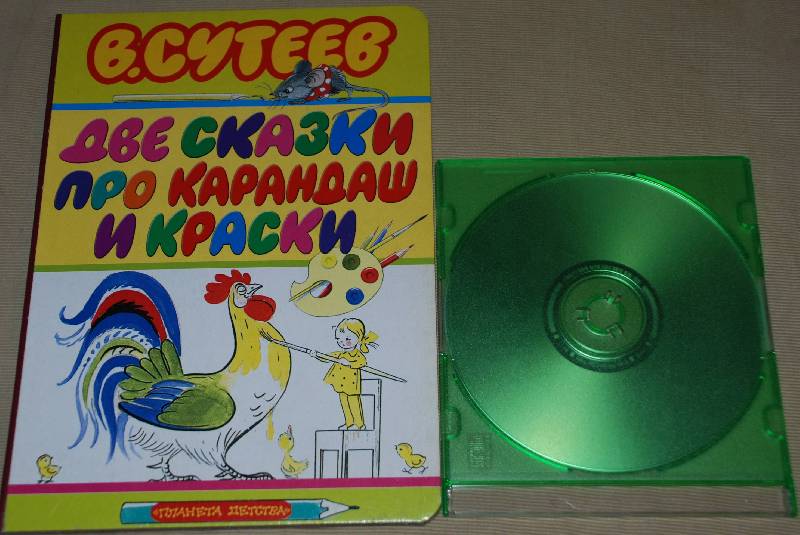 В.СУТЕЕВ
ДВЕ СКАЗКИ
ПРО КАРАНДАШ
И КРАСКИ
«ПЛАНЕТА ДЕТСТВА»